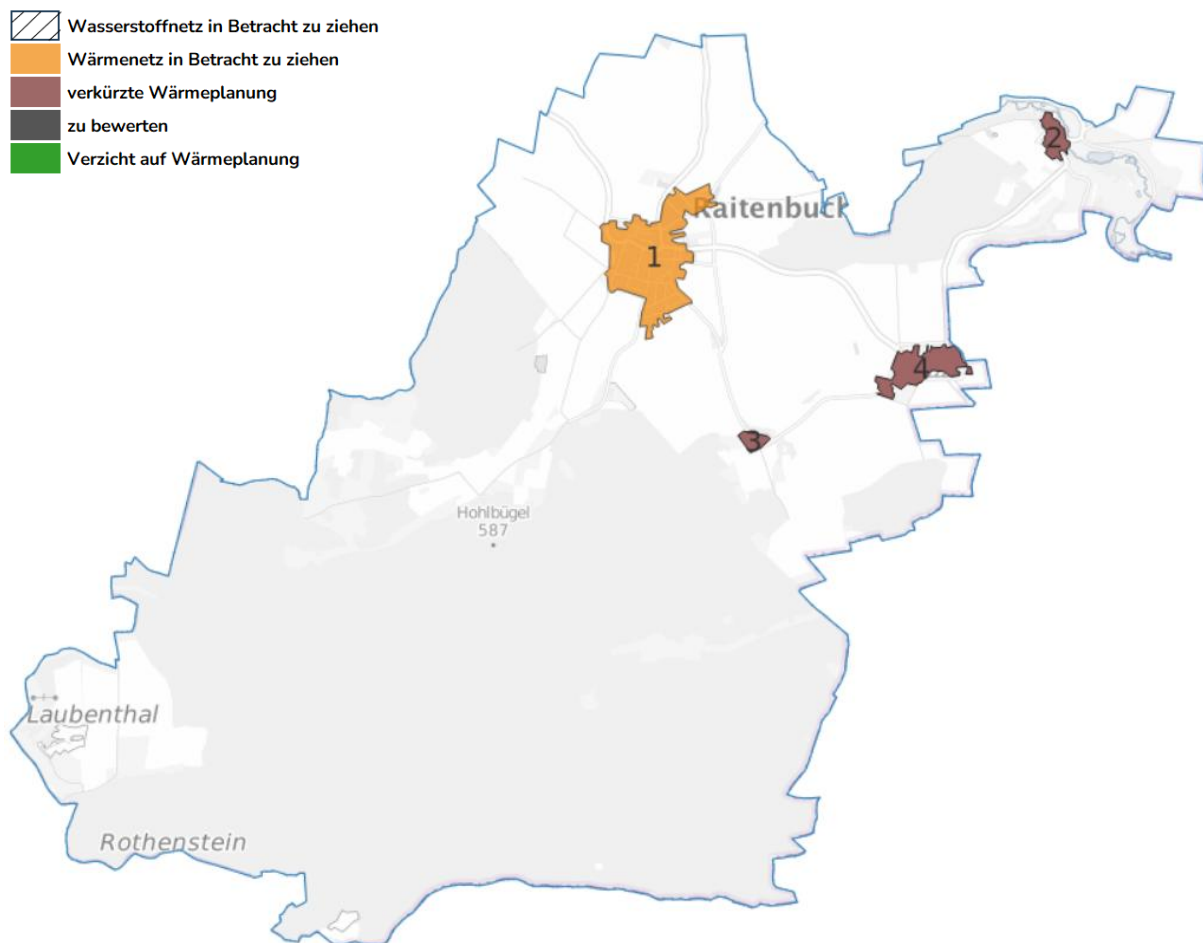 Wasserstoffnetz in Betracht zu ziehen
Wärmenetz in Betracht zu ziehen
verkürzte Wärmeplanung
zu bewerten
Verzicht auf Wärmeplanung
2
Raitenbuch
1
4
3
Hohlbügel
587
Laubenthal
Rothenstein